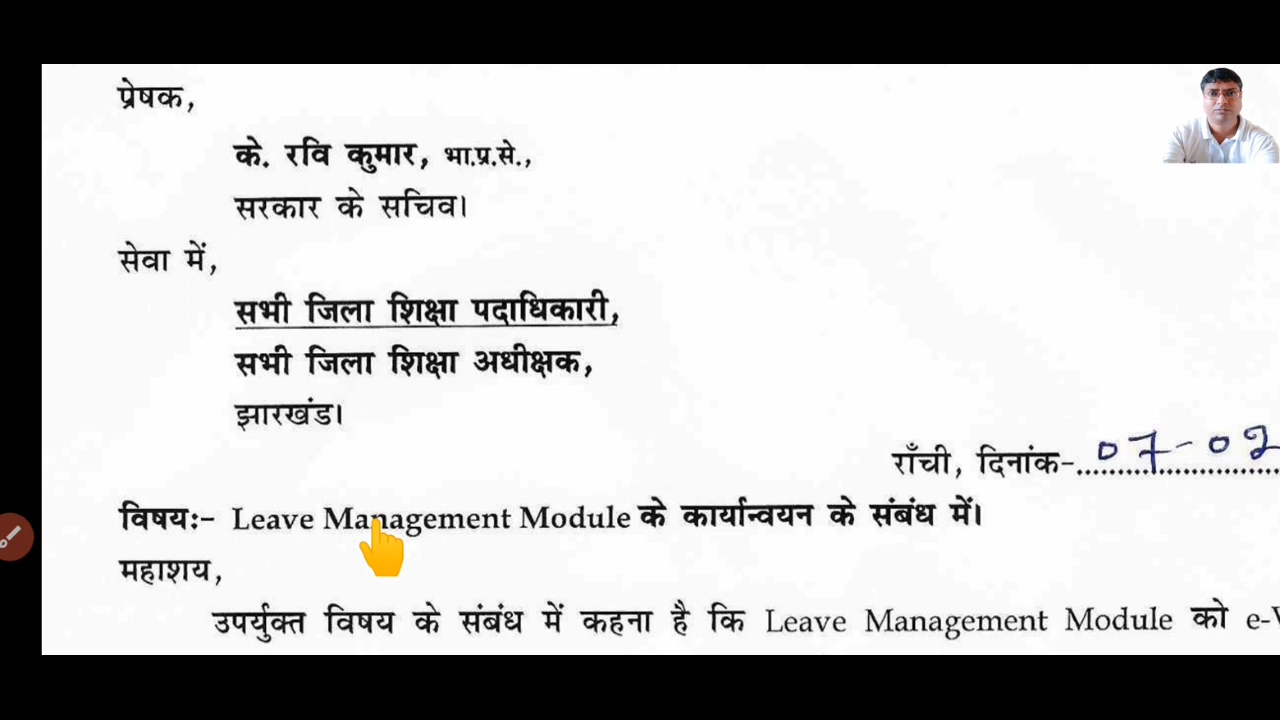 प्रेषक,
के. रवि कुमार, भा.प्र.से.,
सरकार के सचिव।
सेवा में,
सभी जिला शिक्षा पदाधिकारी,
सभी जिला शिक्षा अधीक्षक,
झारखंड।
राँची, दिनांक-....07-02
विषयः- Leave Management Module के कार्यान्वयन के संबंध में।
महाशय,
उपर्युक्त विषय के संबंध में कहना है कि Leave Management Module को